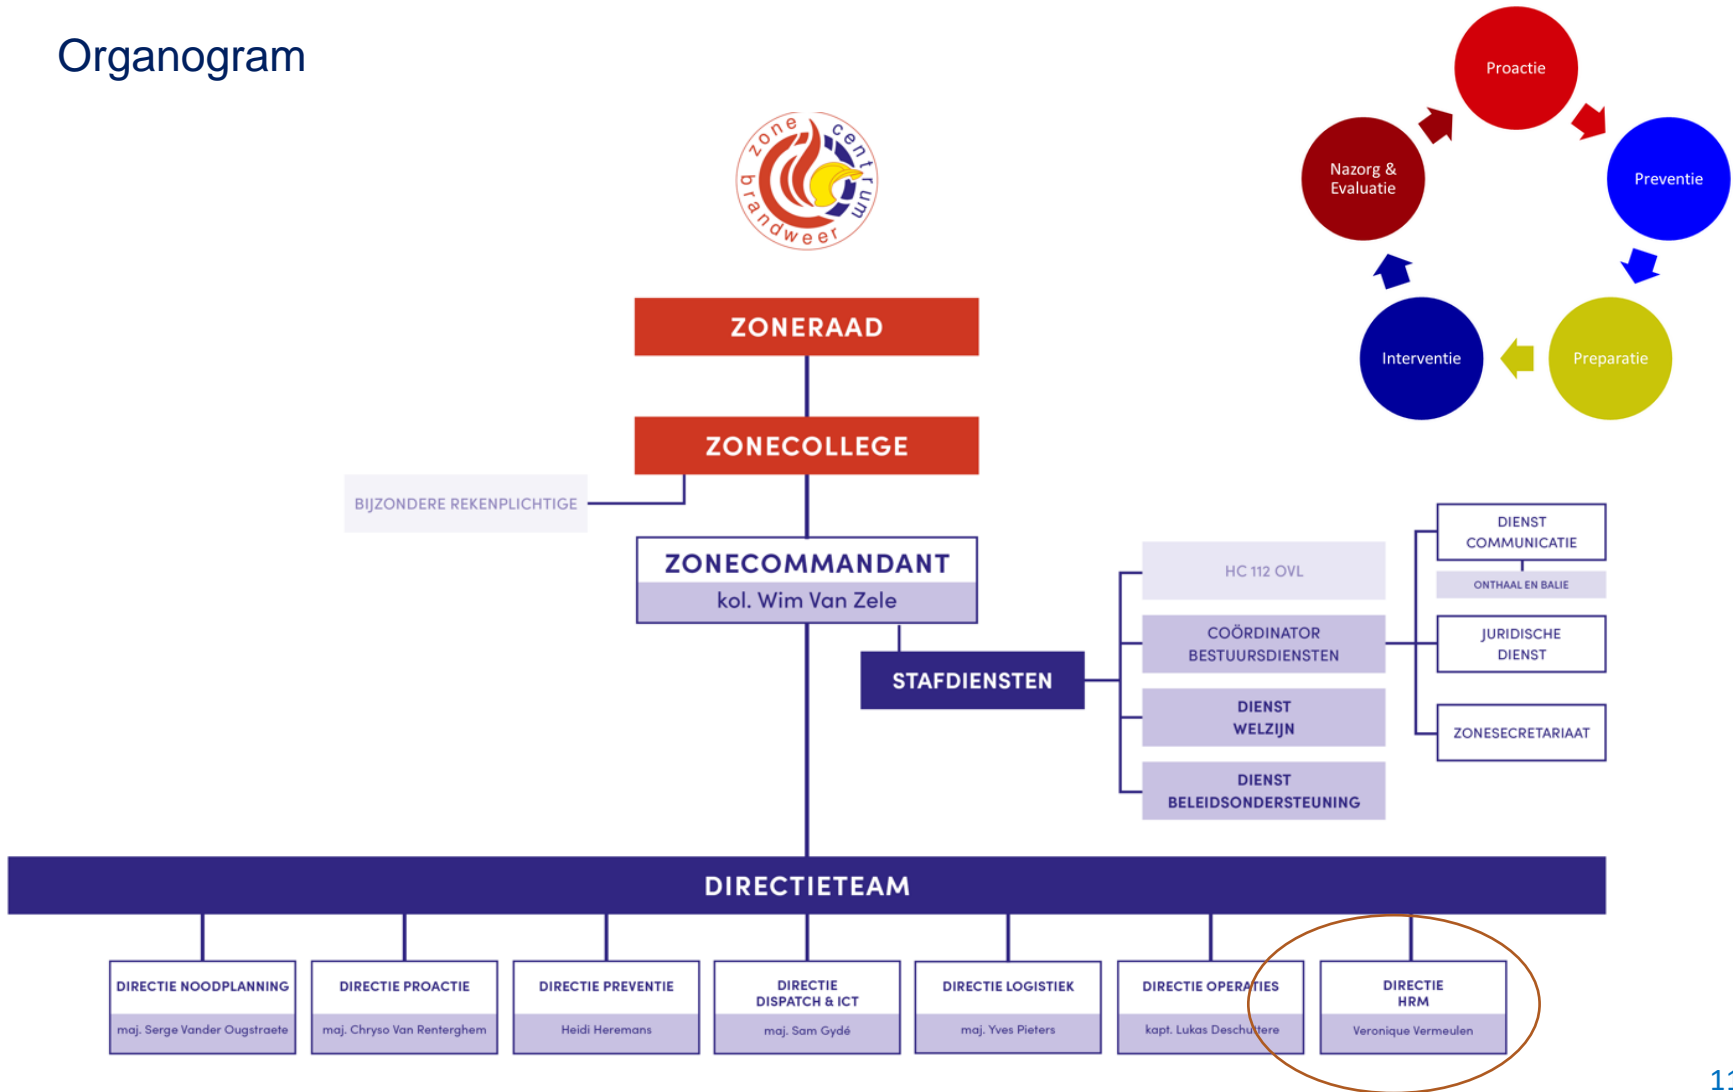 Organogram
Proactie
Preventie
Preparatie
Interventie
Nazorg &
Evaluatie
brandweer zone centrum
ZONERAAD
ZONECOLLEGE
BIJZONDERE REKENPLICHTIGE
ZONECOMMANDANT
kol. Wim Van Zele
STAFDIENSTEN
HC 112 OVL
COÖRDINATOR
BESTUURSDIENSTEN
DIENST
WELZIJN
DIENST
BELEIDSONDERSTEUNING
DIENST
COMMUNICATIE
ONTHAAL EN BALIE
JURIDISCHE
DIENST
ZONESECRETARIAAT
DIRECTIETEAM
DIRECTIE NOODPLANNING
maj. Serge Vander Ougstraete
DIRECTIE PROACTIE
maj. Chryso Van Renterghem
DIRECTIE PREVENTIE
Heidi Heremans
DIRECTIE
DISPATCH & ICT
maj. Sam Gydé
DIRECTIE LOGISTIEK
maj. Yves Pieters
DIRECTIE OPERATIES
kapt. Lukas Deschuttere
DIRECTIE
HRM
Veronique Vermeulen
11